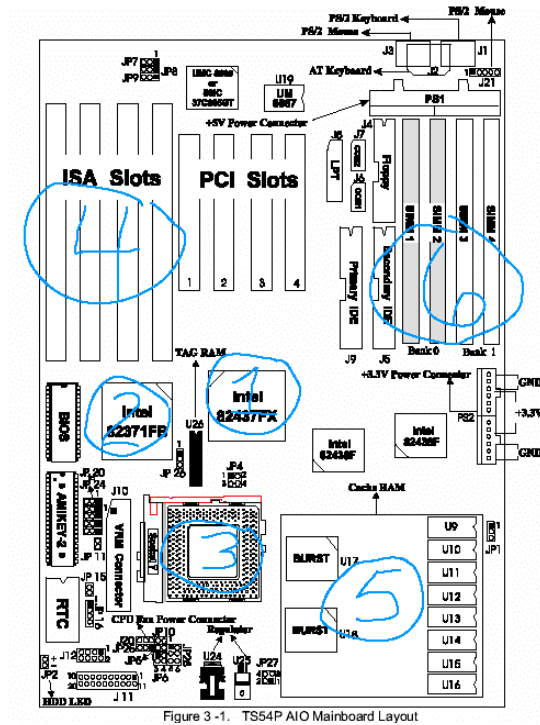 PS/2 Mouse
PS/2 Keyboard
PS/2 Mouse
J3
J1
JP7
JP8
JP9
UMC 8669
or
SMC
37C665GT
U19
UM
8667
AT Keyboard
J2
1
J21
PS1
+5V Power Connector
J6
J7
J4
LPT
COM2
COM1
Floppy
ISA Slots
PCI Slots
4
6
SIMM 1
SIMM 2
SIMM 3
SIMM 4
1
2
3
4
Primary IDE
Secondary IDE
J9
J5
Bank 0
Bank 1
TAG RAM
+3.3V Power Connector
GND
+3.3V
GND
PS2
BIOS
Intel
82371FB
2
Intel
82437FX
1
U26
JP 26
JP4
Intel
82438F
Intel
82438F
Cache RAM
AMIKEY-2
JP 20
JP 24
J10
JP 11
VRM Connector
Socket 7
3
BURST
U17
BURST
U18
5
U9
U10
U11
U12
U13
U14
U15
U16
JP1
RTC
JP 15
JP 16
CPU Fan Power Connector
J20
JP10
JP25
JP5
JP6
Regulator
U24
U25
JP27
J12
JP2
J11
HDD LED
Figure 3 -1. TS54P AIO Mainboard Layout